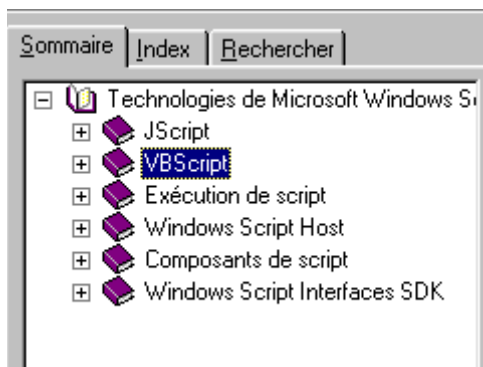 Sommaire Index Rechercher
Technologies de Microsoft Windows
JScript
VBScript
Exécution de script
Windows Script Host
Composants de script
Windows Script Interfaces SDK